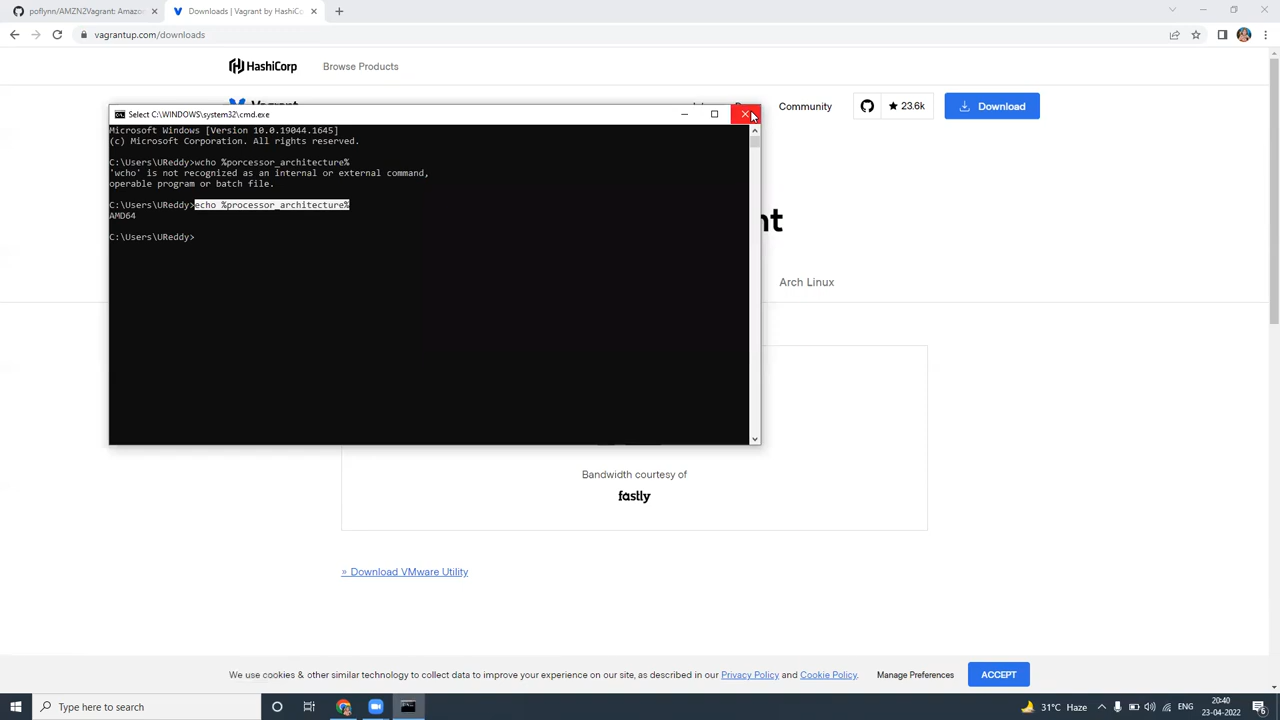 poflynn/AMZN2Vagrant: Amazo
Downloads | Vagrant by HashiC
vagrantup.com/downloads
HashiCorp
Browse Products
Community
23.6k
Download
Select C:\WINDOWS\system32\cmd.exe
Microsoft Windows [Version 10.0.19044.1645]
(c) Microsoft Corporation. All rights reserved.
C:\Users\UReddy>wcho %porcessor_architecture%
'wcho' is not recognized as an internal or external command,
operable program or batch file.
C:\Users\UReddy>echo %processor_architecture%
AMD64
C:\Users\UReddy>
nt
Arch Linux
Bandwidth courtesy of
fastly
» Download VMware Utility
We use cookies & other similar technology to collect data to improve your experience on our site, as described in our Privacy Policy and Cookie Policy.
Manage Preferences
ACCEPT
Type here to search
31°C Haze
ENG
20:40
23-04-2022
6